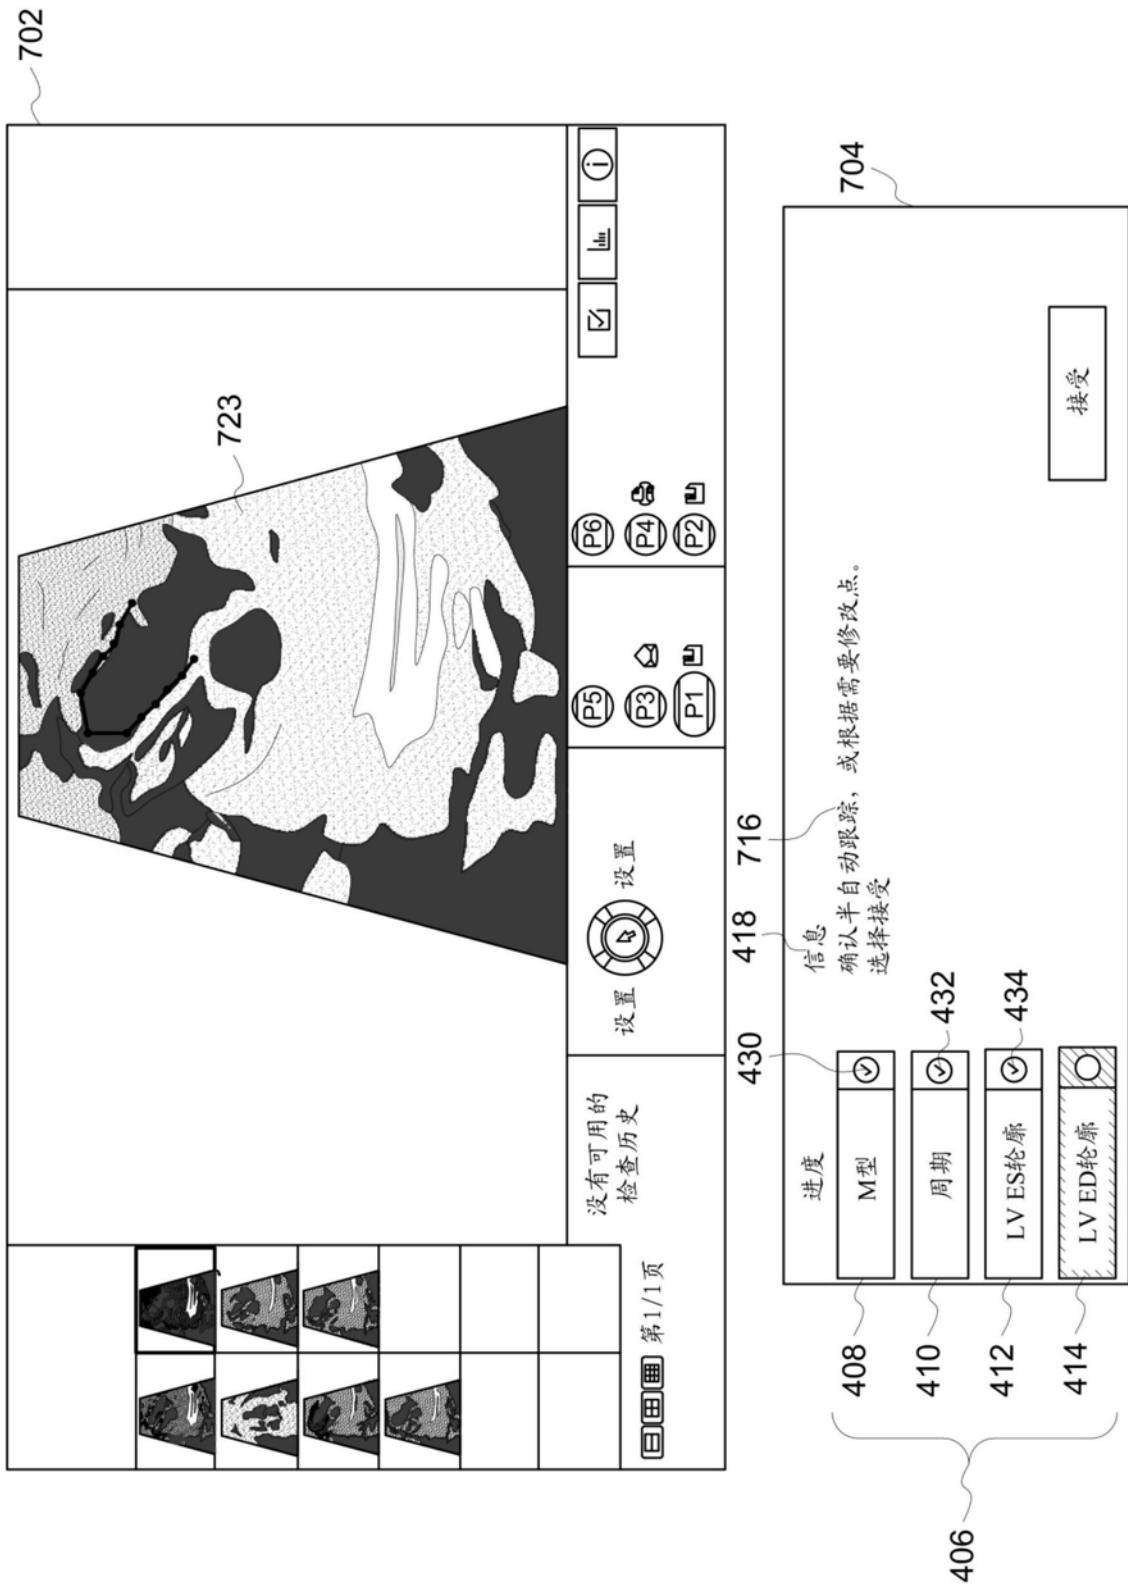 702
723
没有可用的
检查历史
设置
设置
P5
P6
P3
P4
P1
P2
i
第1/1页
704
430
418
716
进度
信息
确认半自动跟踪，或根据需要修改点。
选择接受
408
M型
410
周期
432
412
LV ES轮廓
434
414
LV ED轮廓
406
接受